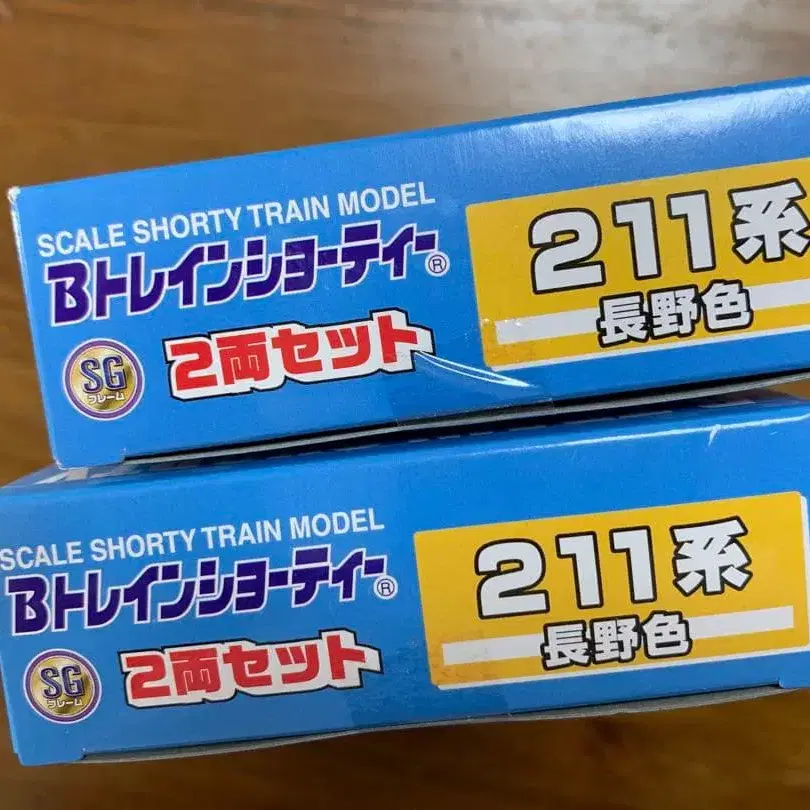 SCALE SHORTY TRAIN MODEL
Bトレインショーティー®
SG
フレーム
2両セット
211系
長野色
SCALE SHORTY TRAIN MODEL
Bトレインショーティー®
SG
フレーム
2両セット
211系
長野色